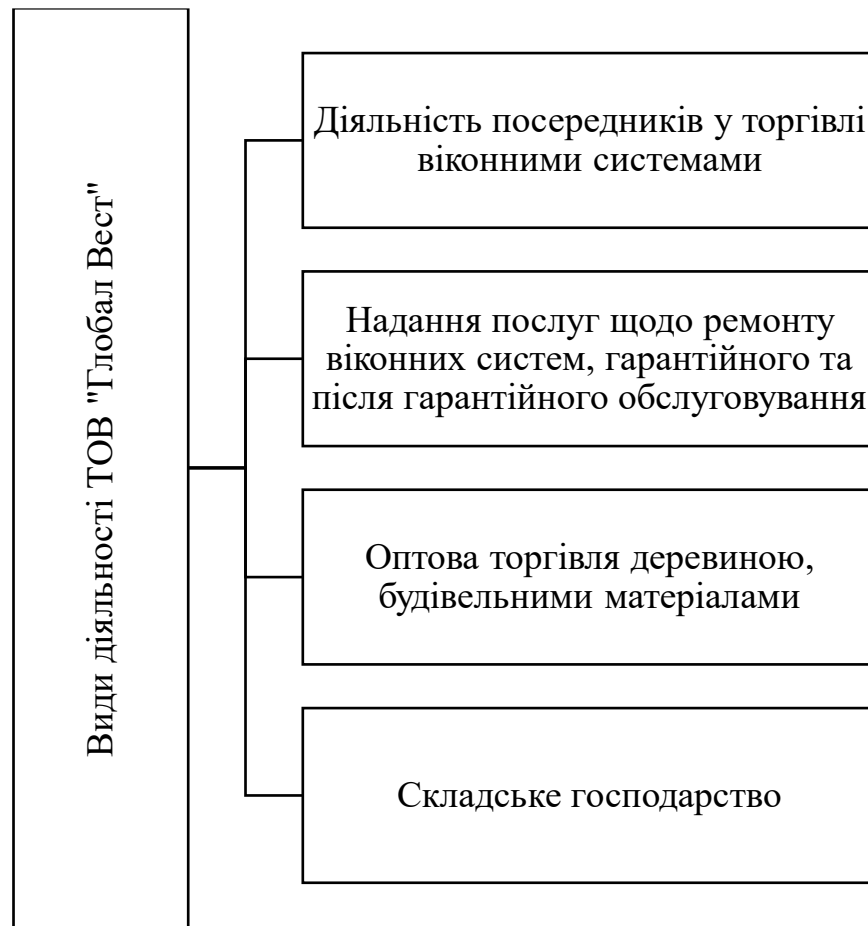 Види діяльності ТОВ "Глобал Вест"
Діяльність посередників у торгівлі
віконними системами
Надання послуг щодо ремонту
віконних систем, гарантійного та
після гарантійного обслуговування
Оптова торгівля деревиною,
будівельними матеріалами
Складське господарство